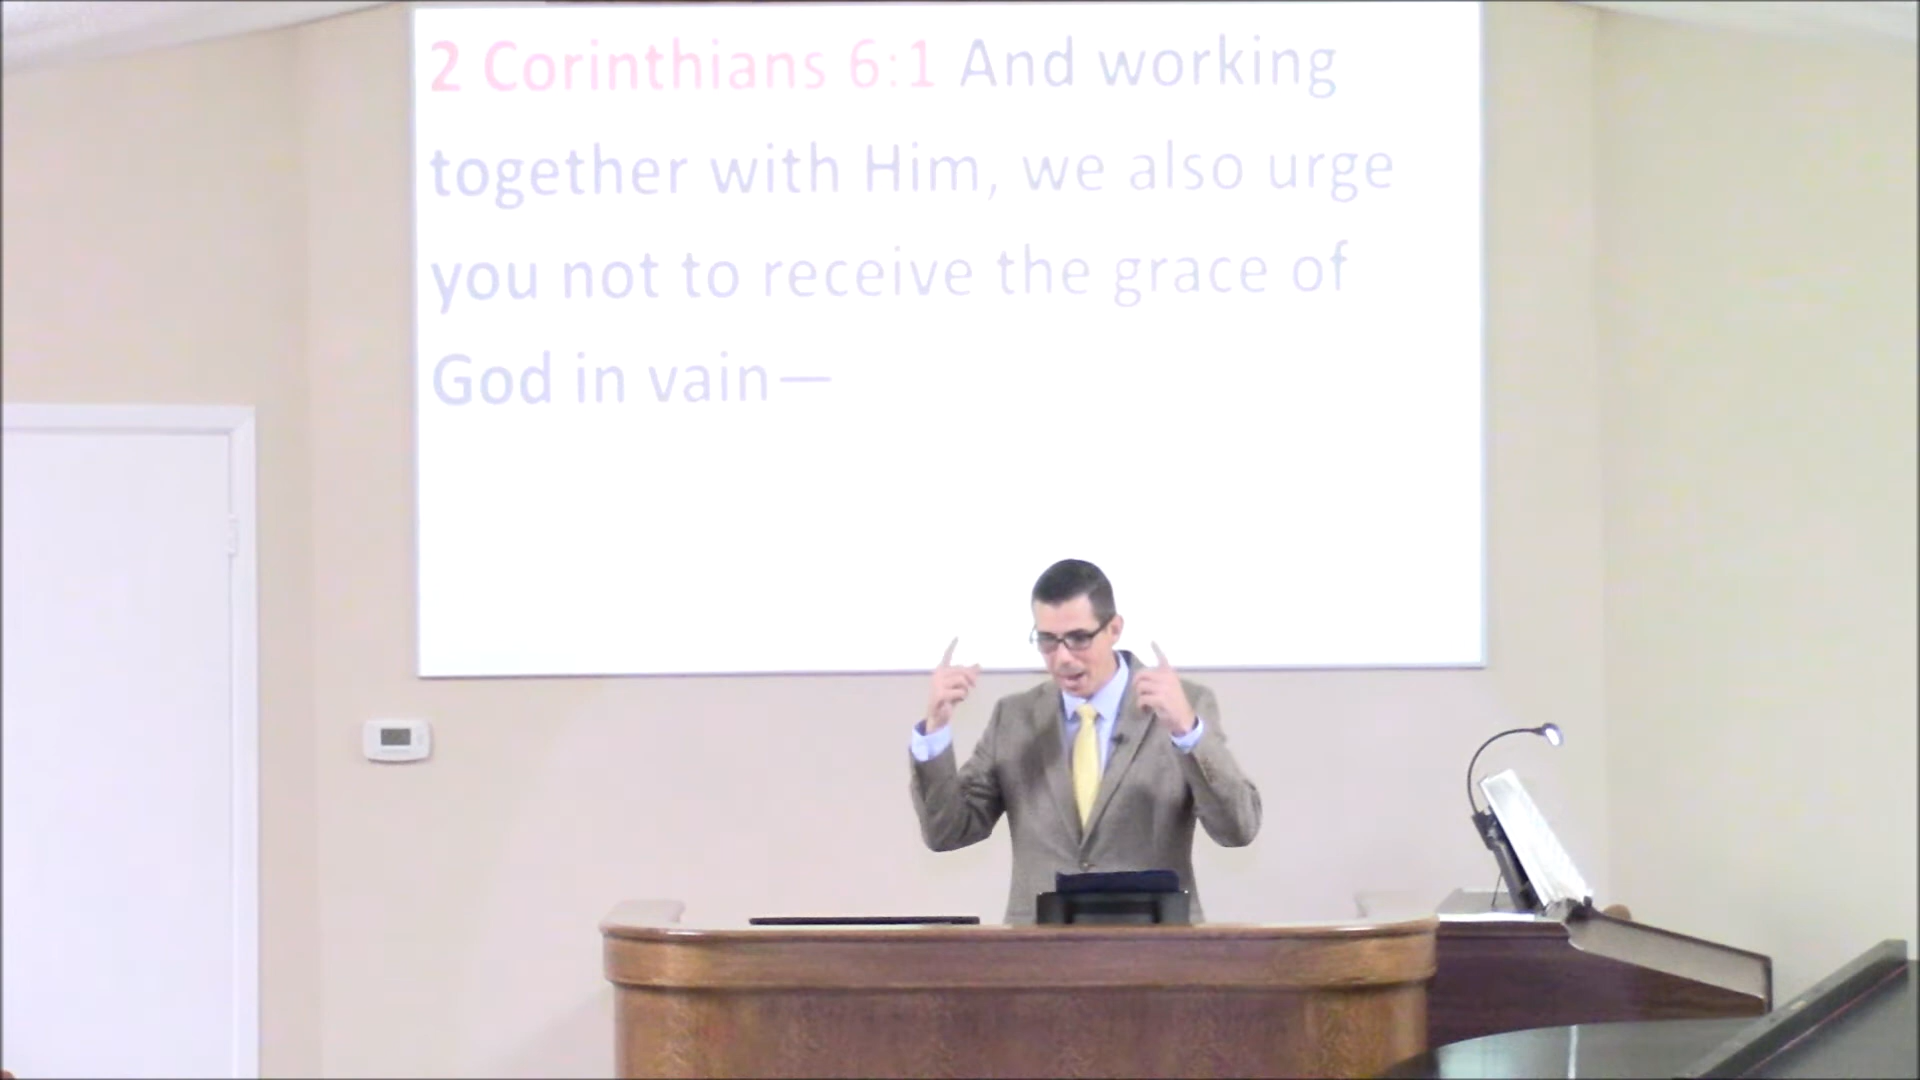 2 Corinthians 6:1 And working
together with Him, we also urge
you not to receive the grace of
God in vain—